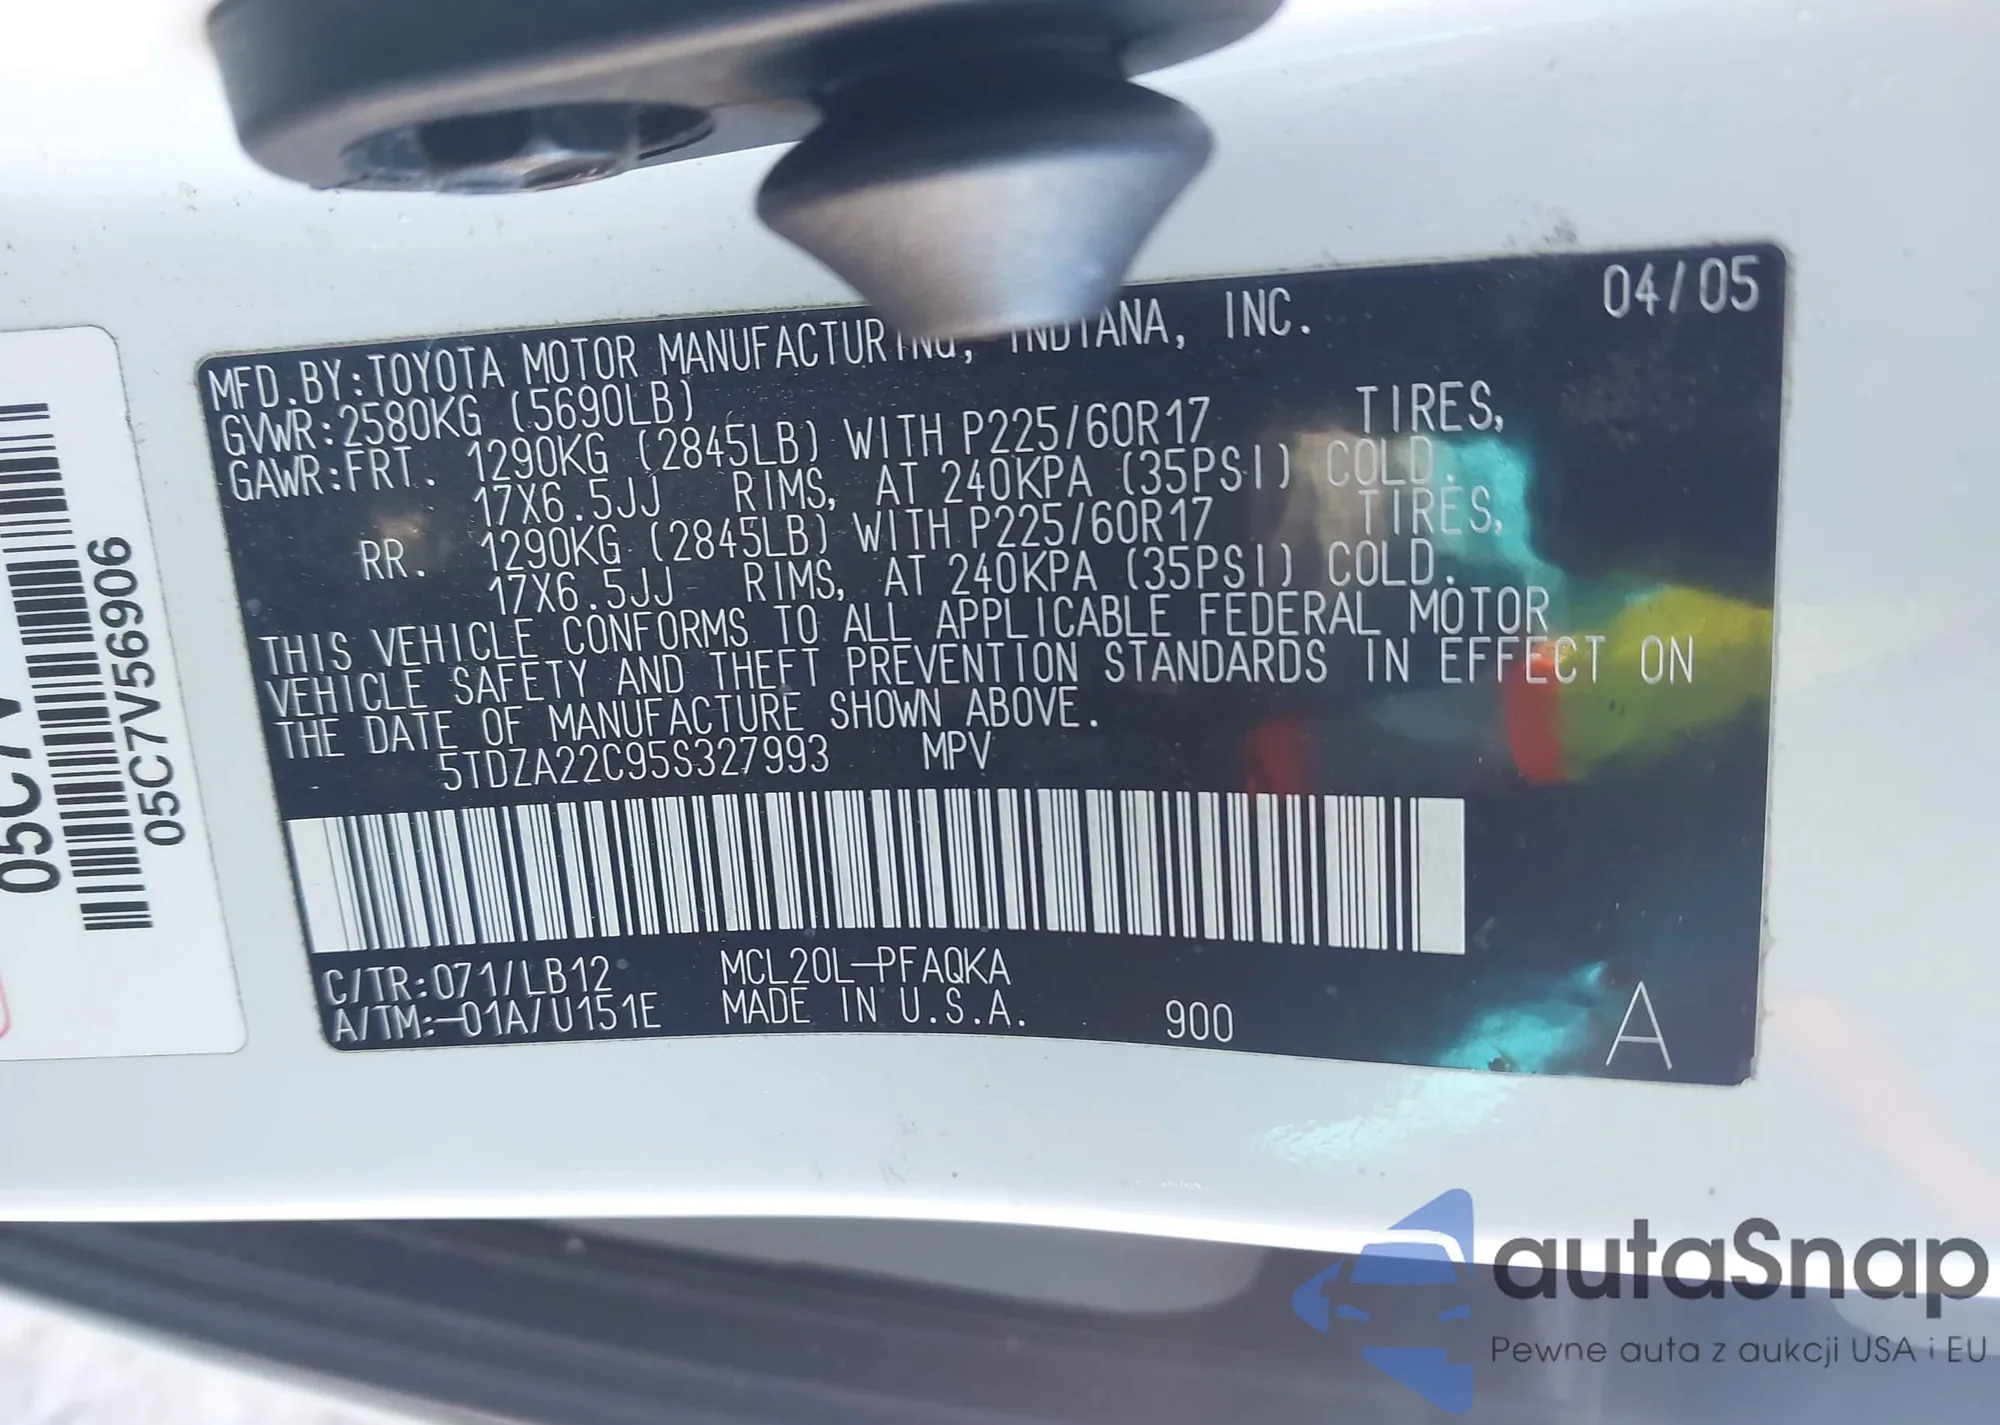 04/05
MFD.BY:TOYOTA MOTOR MANUFACTURING, INDIANA, INC.
GVWR:2580KG (5690LB)
GAWR:FRT. 1290KG (2845LB) WITH P225/60R17 TIRES,
17X6.5JJ RIMS, AT 240KPA (35PSI) COLD.
RR. 1290KG (2845LB) WITH P225/60R17 TIRES,
17X6.5JJ RIMS, AT 240KPA (35PSI) COLD.
THIS VEHICLE CONFORMS TO ALL APPLICABLE FEDERAL MOTOR
VEHICLE SAFETY AND THEFT PREVENTION STANDARDS IN EFFECT ON
THE DATE OF MANUFACTURE SHOWN ABOVE.
5TDZA22C95S327993 MPV
C/TR:071/LB12 MCL20L-PFAQKA
A/TM:-01A/U151E MADE IN U.S.A. 900 A
05C7V
05C7V56906
autaSnap
Pewne auta z aukcji USA i EU